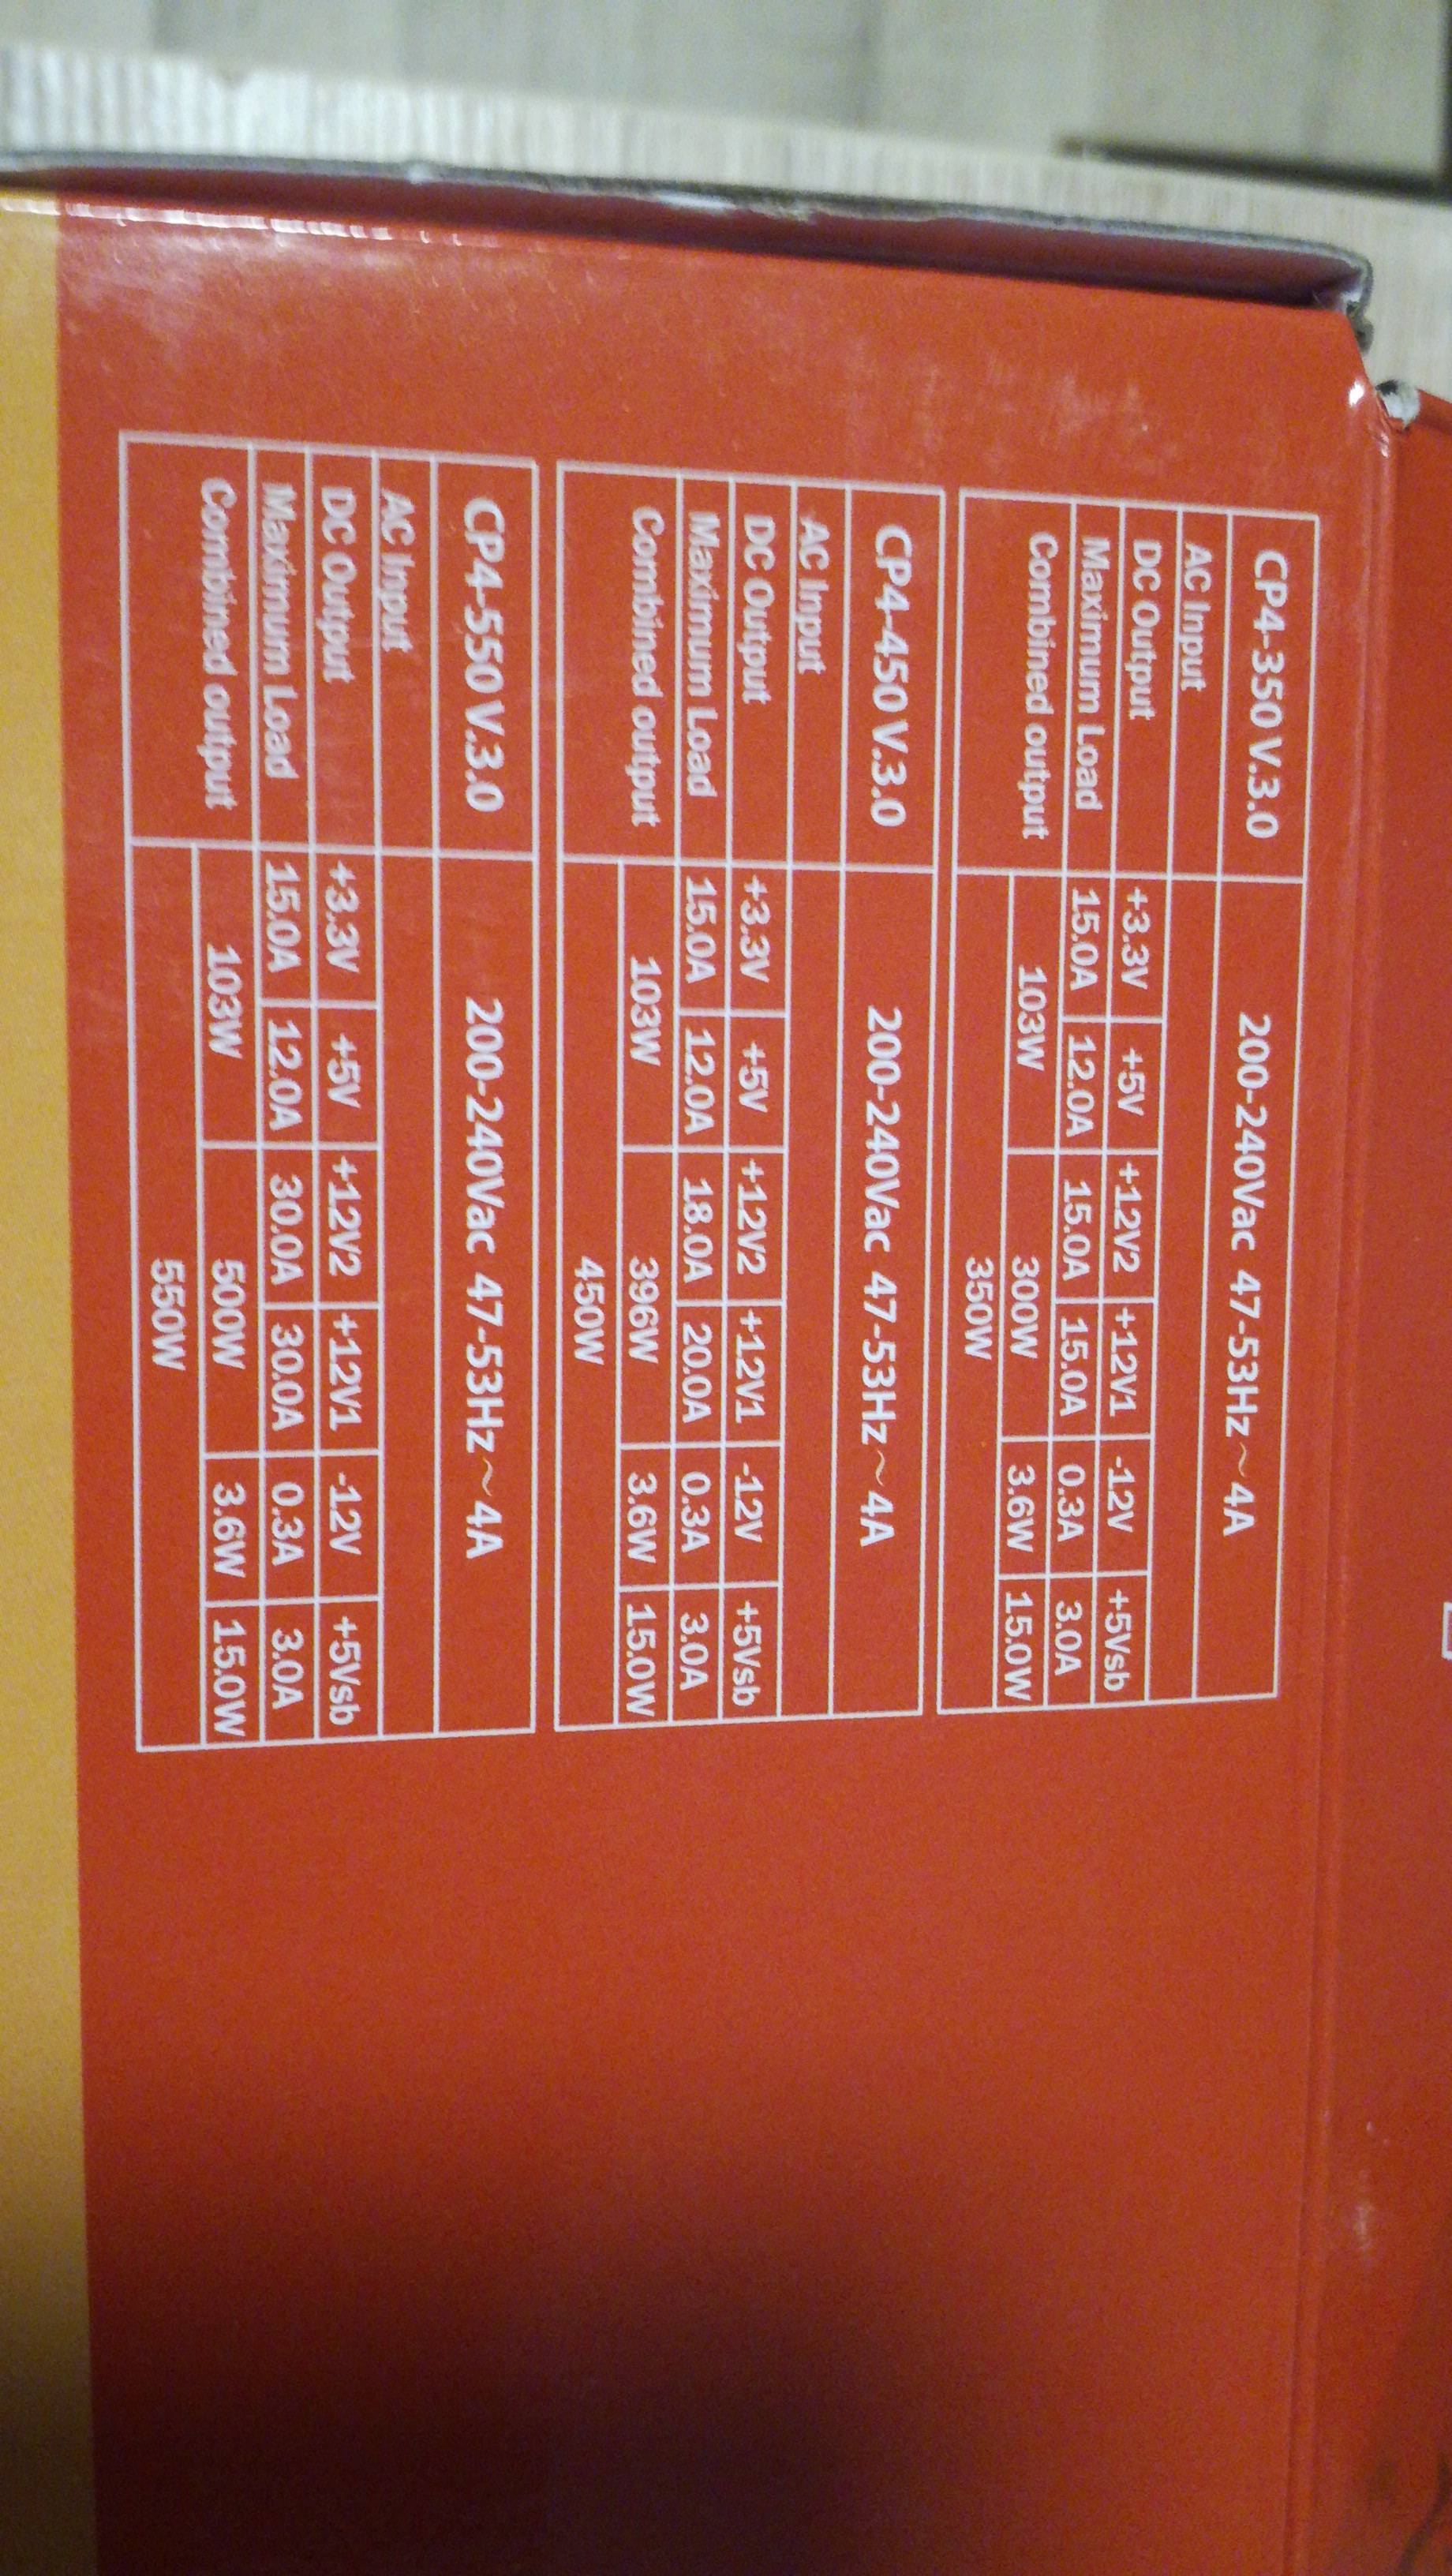 CP4-350 V.3.0 200-240Vac 47-53Hz~4A
AC Input
DC Output +3.3V +5V +12V2 +12V1 -12V +5Vsb
Maximum Load 15.0A 12.0A 15.0A 15.0A 0.3A 3.0A
Combined output 103W 300W 3.6W 15.0W
350W
CP4-450 V.3.0 200-240Vac 47-53Hz~4A
AC Input
DC Output +3.3V +5V +12V2 +12V1 -12V +5Vsb
Maximum Load 15.0A 12.0A 18.0A 20.0A 0.3A 3.0A
Combined output 103W 396W 3.6W 15.0W
450W
CP4-550 V.3.0 200-240Vac 47-53Hz~4A
AC Input
DC Output +3.3V +5V +12V2 +12V1 -12V +5Vsb
Maximum Load 15.0A 12.0A 30.0A 30.0A 0.3A 3.0A
Combined output 103W 500W 3.6W 15.0W
550W